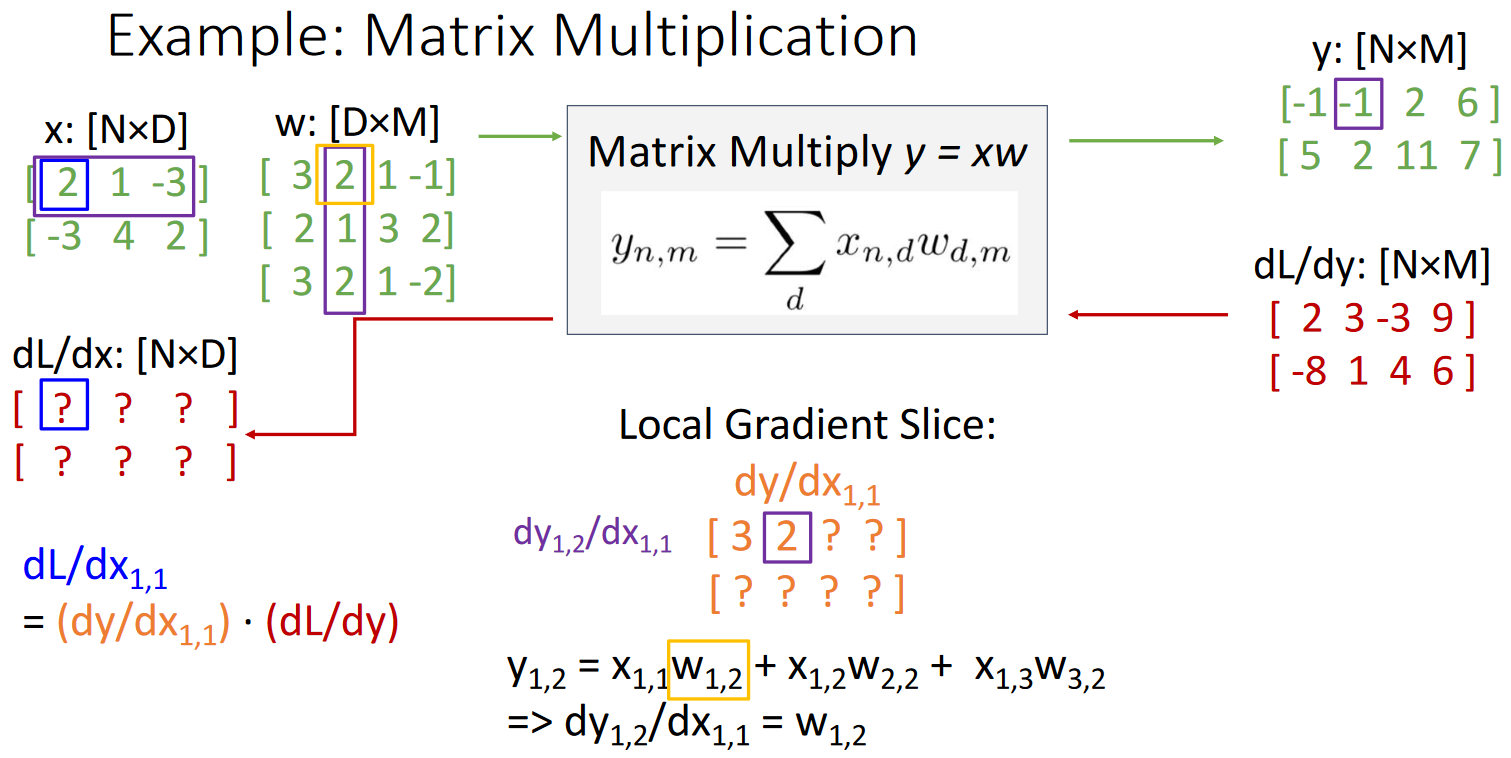 Example: Matrix Multiplication
x: [N×D]
[ 2 1 -3 ]
[ -3 4 2 ]
w: [D×M]
[ 3 2 1 -1]
[ 2 1 3 2]
[ 3 2 1 -2]
Matrix Multiply y = xw
y_{n,m} = \sum_{d} x_{n,d} w_{d,m}
y: [N×M]
[-1 -1 2 6 ]
[ 5 2 11 7 ]
dL/dy: [N×M]
[ 2 3 -3 9 ]
[ -8 1 4 6 ]
dL/dx: [N×D]
[ ? ? ? ]
[ ? ? ? ]
dL/dx_{1,1}
= (dy/dx_{1,1}) · (dL/dy)
Local Gradient Slice:
dy/dx_{1,1}
dy_{1,2}/dx_{1,1}
[ 3 2 ? ? ]
[ ? ? ? ? ]
y_{1,2} = x_{1,1}w_{1,2} + x_{1,2}w_{2,2} + x_{1,3}w_{3,2}
=> dy_{1,2}/dx_{1,1} = w_{1,2}